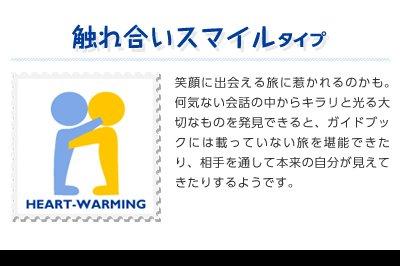 触れ合いスマイルタイプ
笑顔に出会える旅に惹かれるのかも。
何気ない会話の中からキラリと光る大
切なものを発見できると、ガイドブッ
クには載っていない旅を堪能できた
り、相手を通して本来の自分が見えて
きたりするようです。
HEART-WARMING